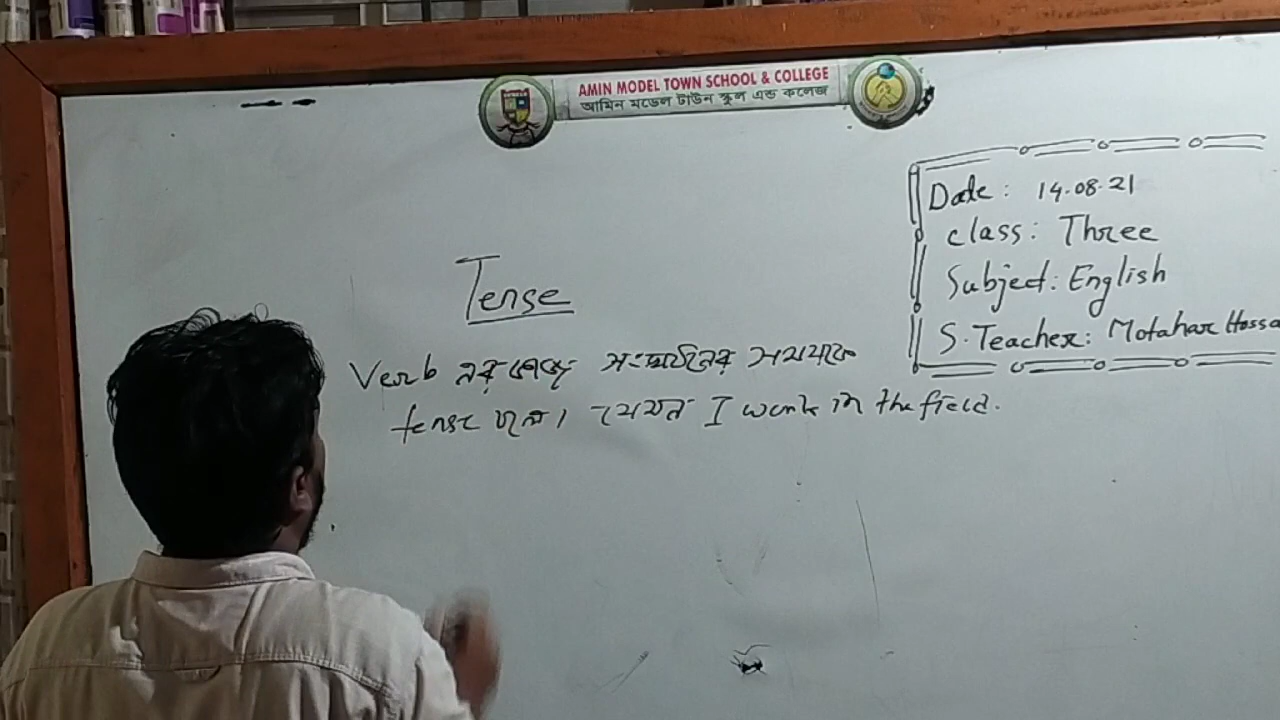 AMIN MODEL TOWN SCHOOL & COLLEGE
আমিন মডেল টাউন স্কুল এন্ড কলেজ
Date: 14.08.21
class: Three
Subject: English
S.Teacher: Motahar Hossa
Tense
Verb এর সংঘটনের সময়কে
tense বলে। যেমন I work in the field.